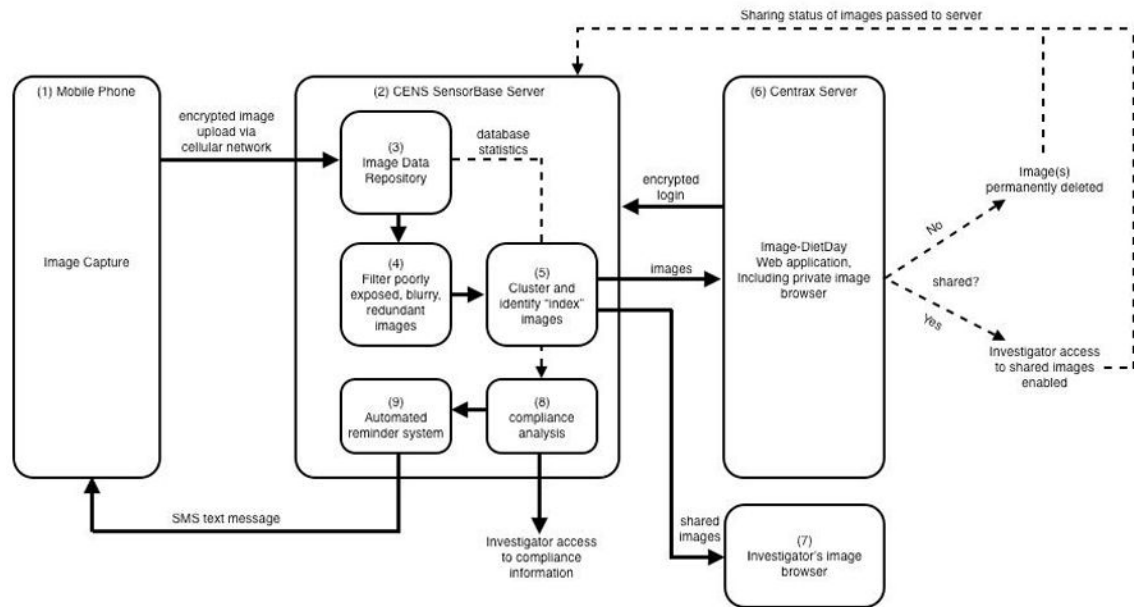 Sharing status of images passed to server
(1) Mobile Phone
(2) CENS SensorBase Server
(6) Centrax Server
encrypted image
upload via
cellular network
(3)
Image Data
Repository
database
statistics
encrypted
login
Image(s)
permanently deleted
No
Image Capture
(4)
Filter poorly
exposed, blurry,
redundant
images
(5)
Cluster and
identify “index”
images
images
Image-DietDay
Web application,
Including private image
browser
shared?
Yes
Investigator access
to shared images
enabled
(9)
Automated
reminder system
(8)
compliance
analysis
SMS text message
Investigator access
to compliance
information
shared
images
(7)
Investigator's image
browser